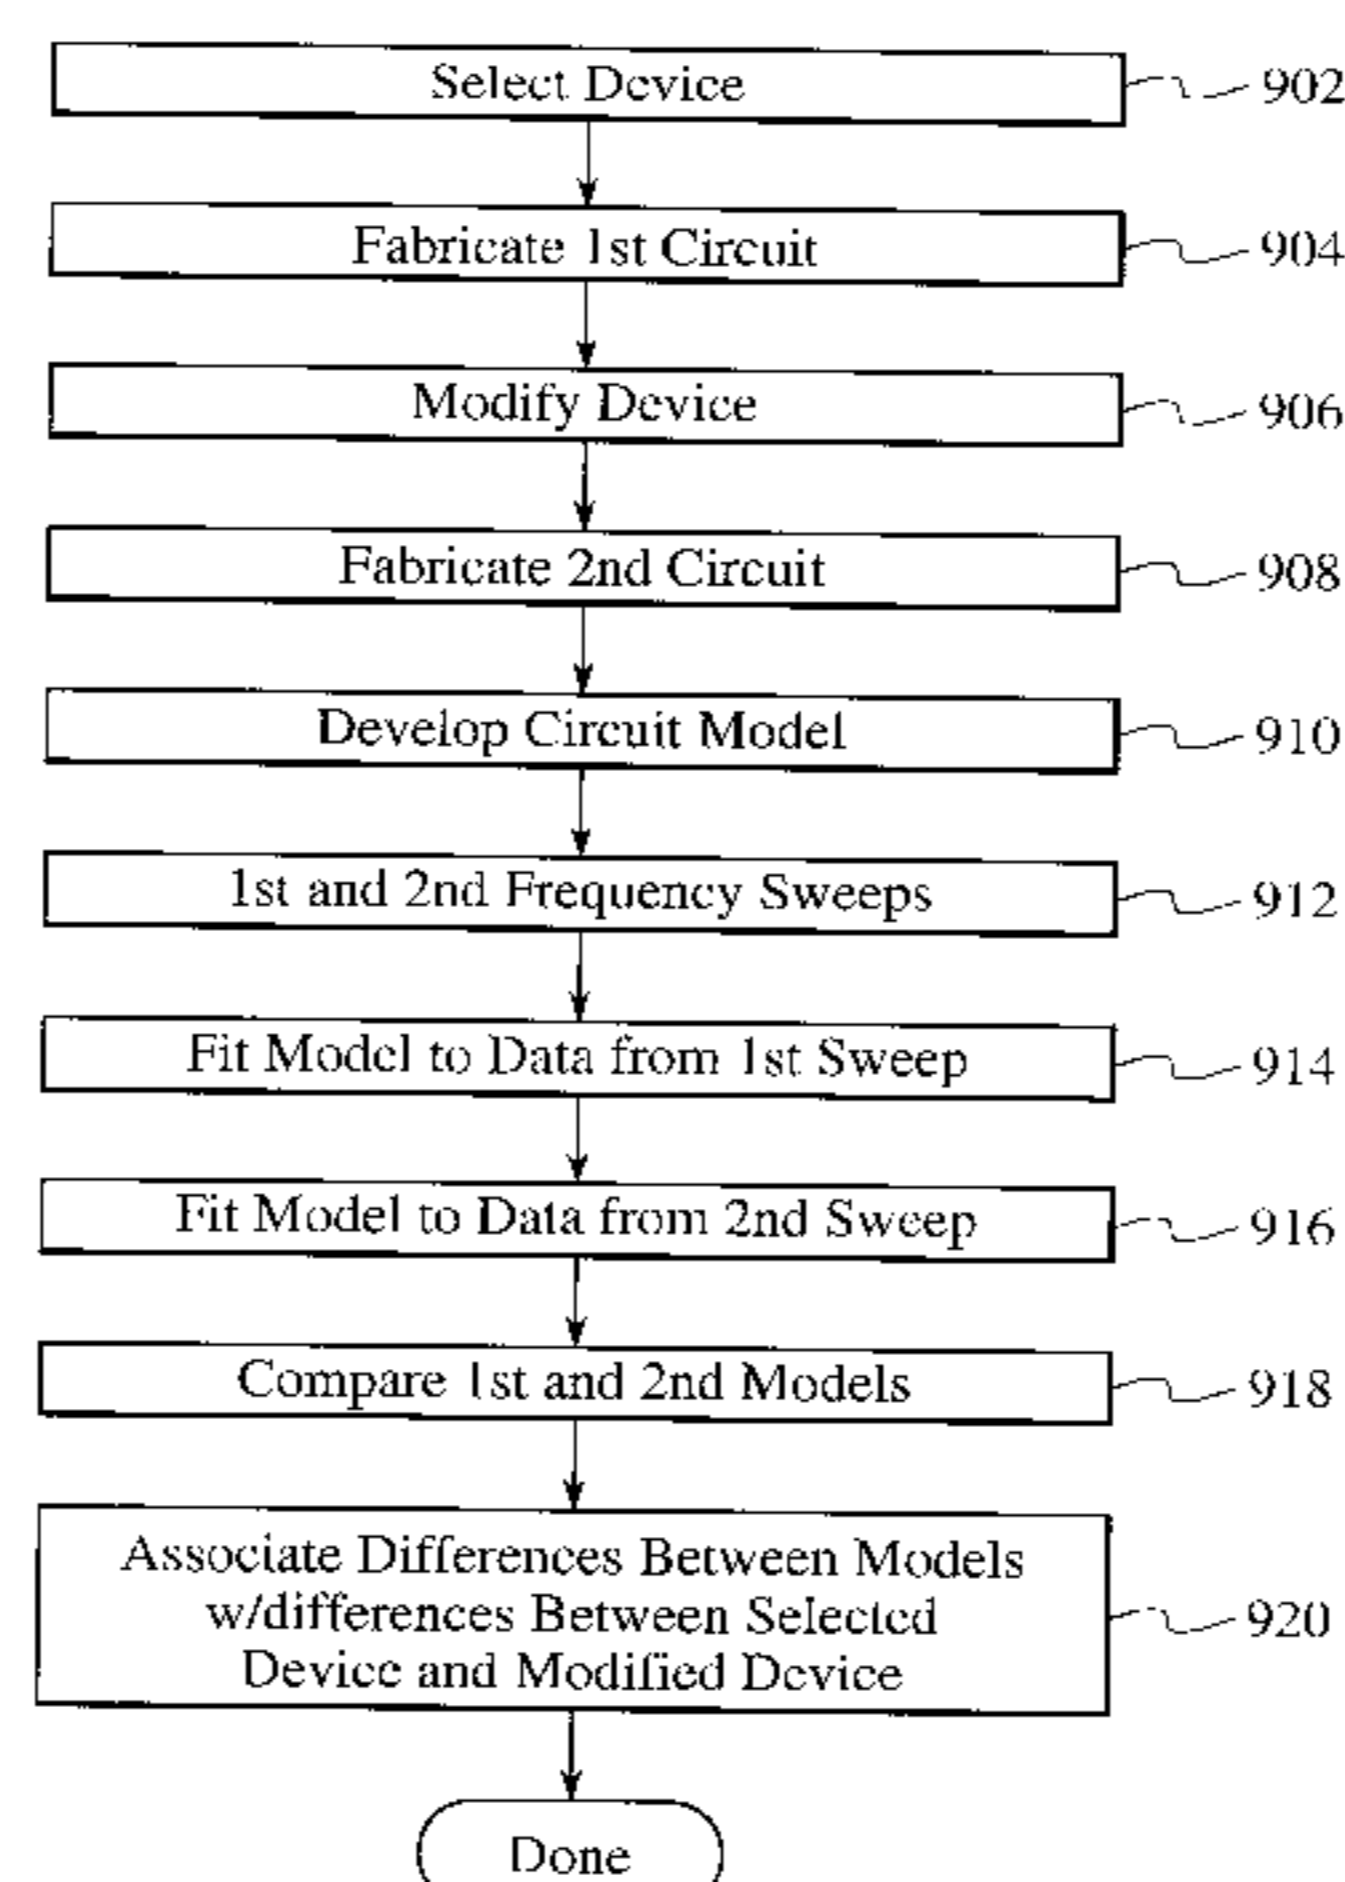 Select Device
902
Fabricate 1st Circuit
904
Modify Device
906
Fabricate 2nd Circuit
908
Develop Circuit Model
910
1st and 2nd Frequency Sweeps
912
Fit Model to Data from 1st Sweep
914
Fit Model to Data from 2nd Sweep
916
Compare 1st and 2nd Models
918
Associate Differences Between Models
w/differences Between Selected
Device and Modified Device
920
Done